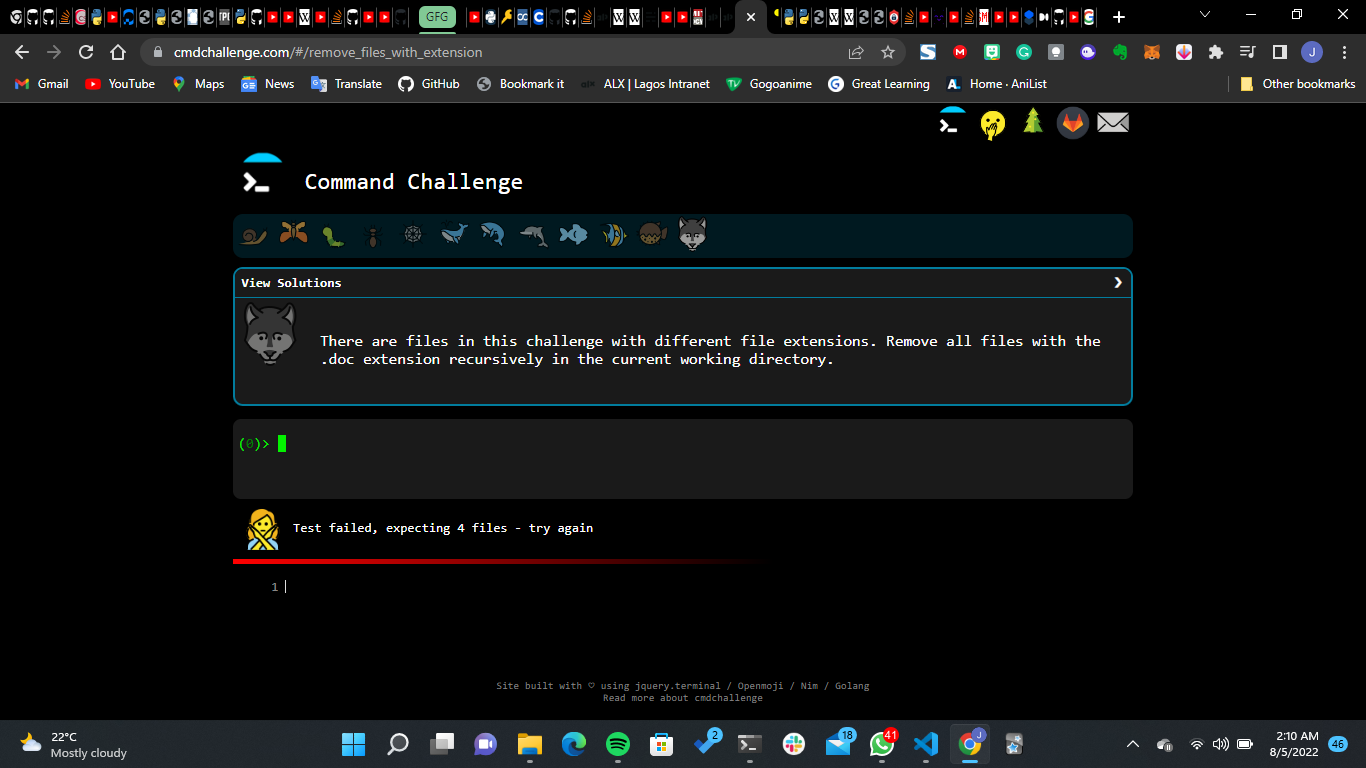 GFG
cmdchallenge.com/#/remove_files_with_extension
J
Gmail YouTube Maps News Translate GitHub Bookmark it ALX | Lagos Intranet Gogoanime Great Learning Home · AniList Other bookmarks
Command Challenge
View Solutions
There are files in this challenge with different file extensions. Remove all files with the
.doc extension recursively in the current working directory.
(0)>
Test failed, expecting 4 files - try again
1
Site built with ♡ using jquery.terminal / Openmoji / Nim / Golang
Read more about cmdchallenge
22°C
Mostly cloudy
2
18
41
J
2:10 AM
8/5/2022
46